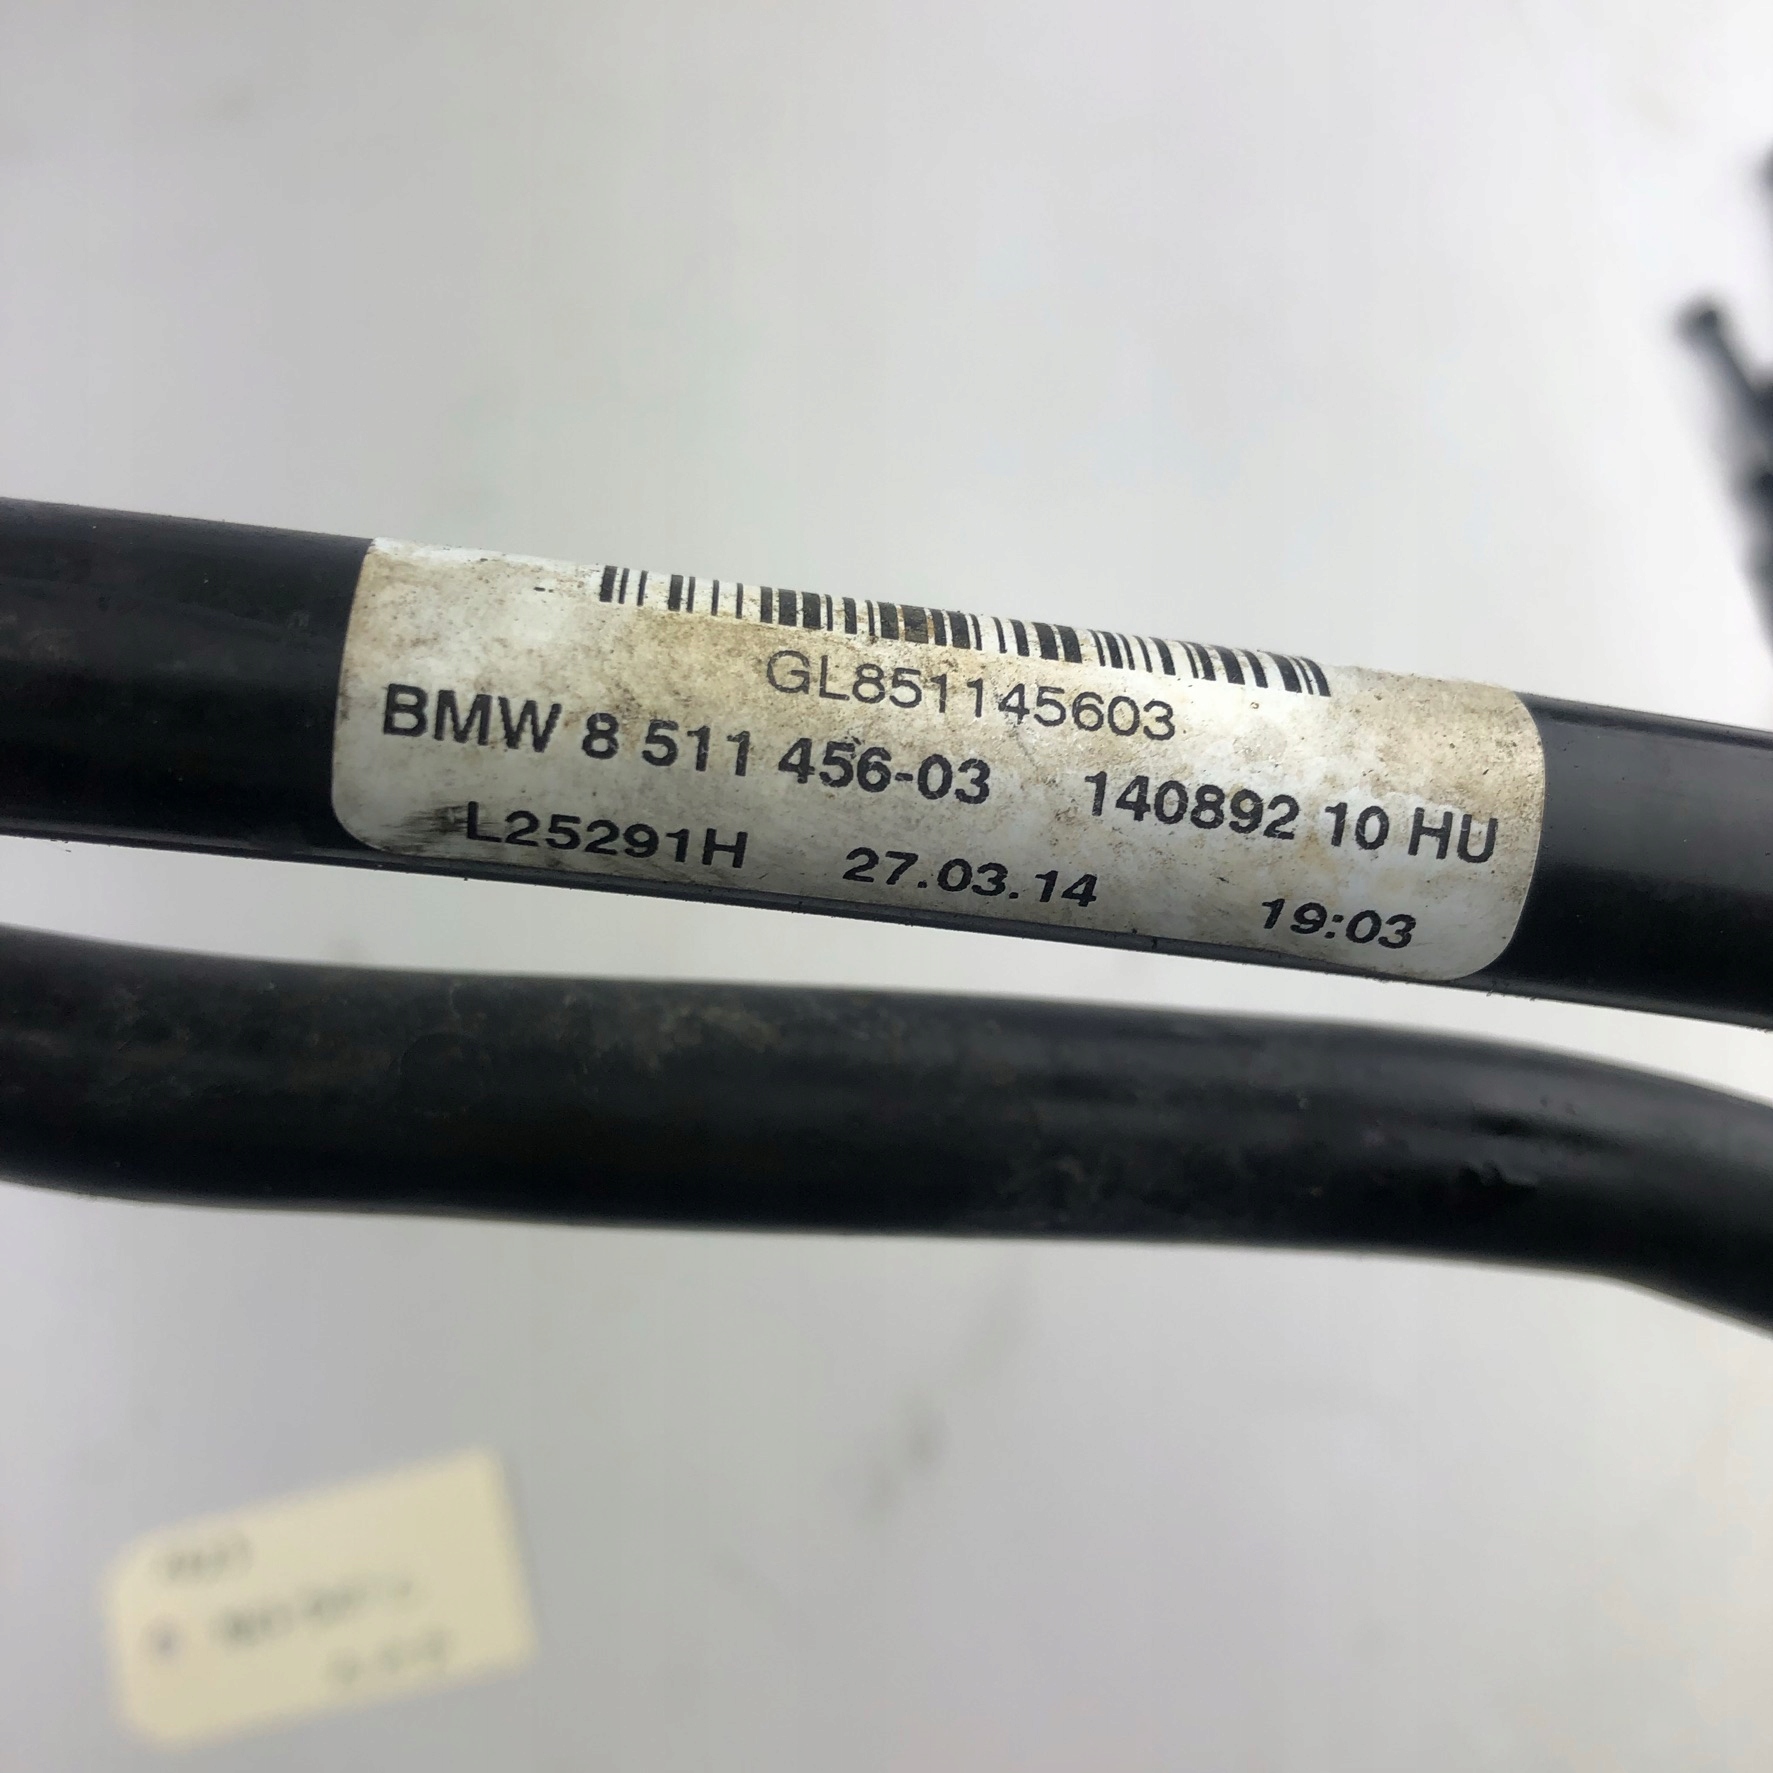 GL851145603
BMW 8 511 456-03 140892 10 HU
L25291H 27.03.14 19:03